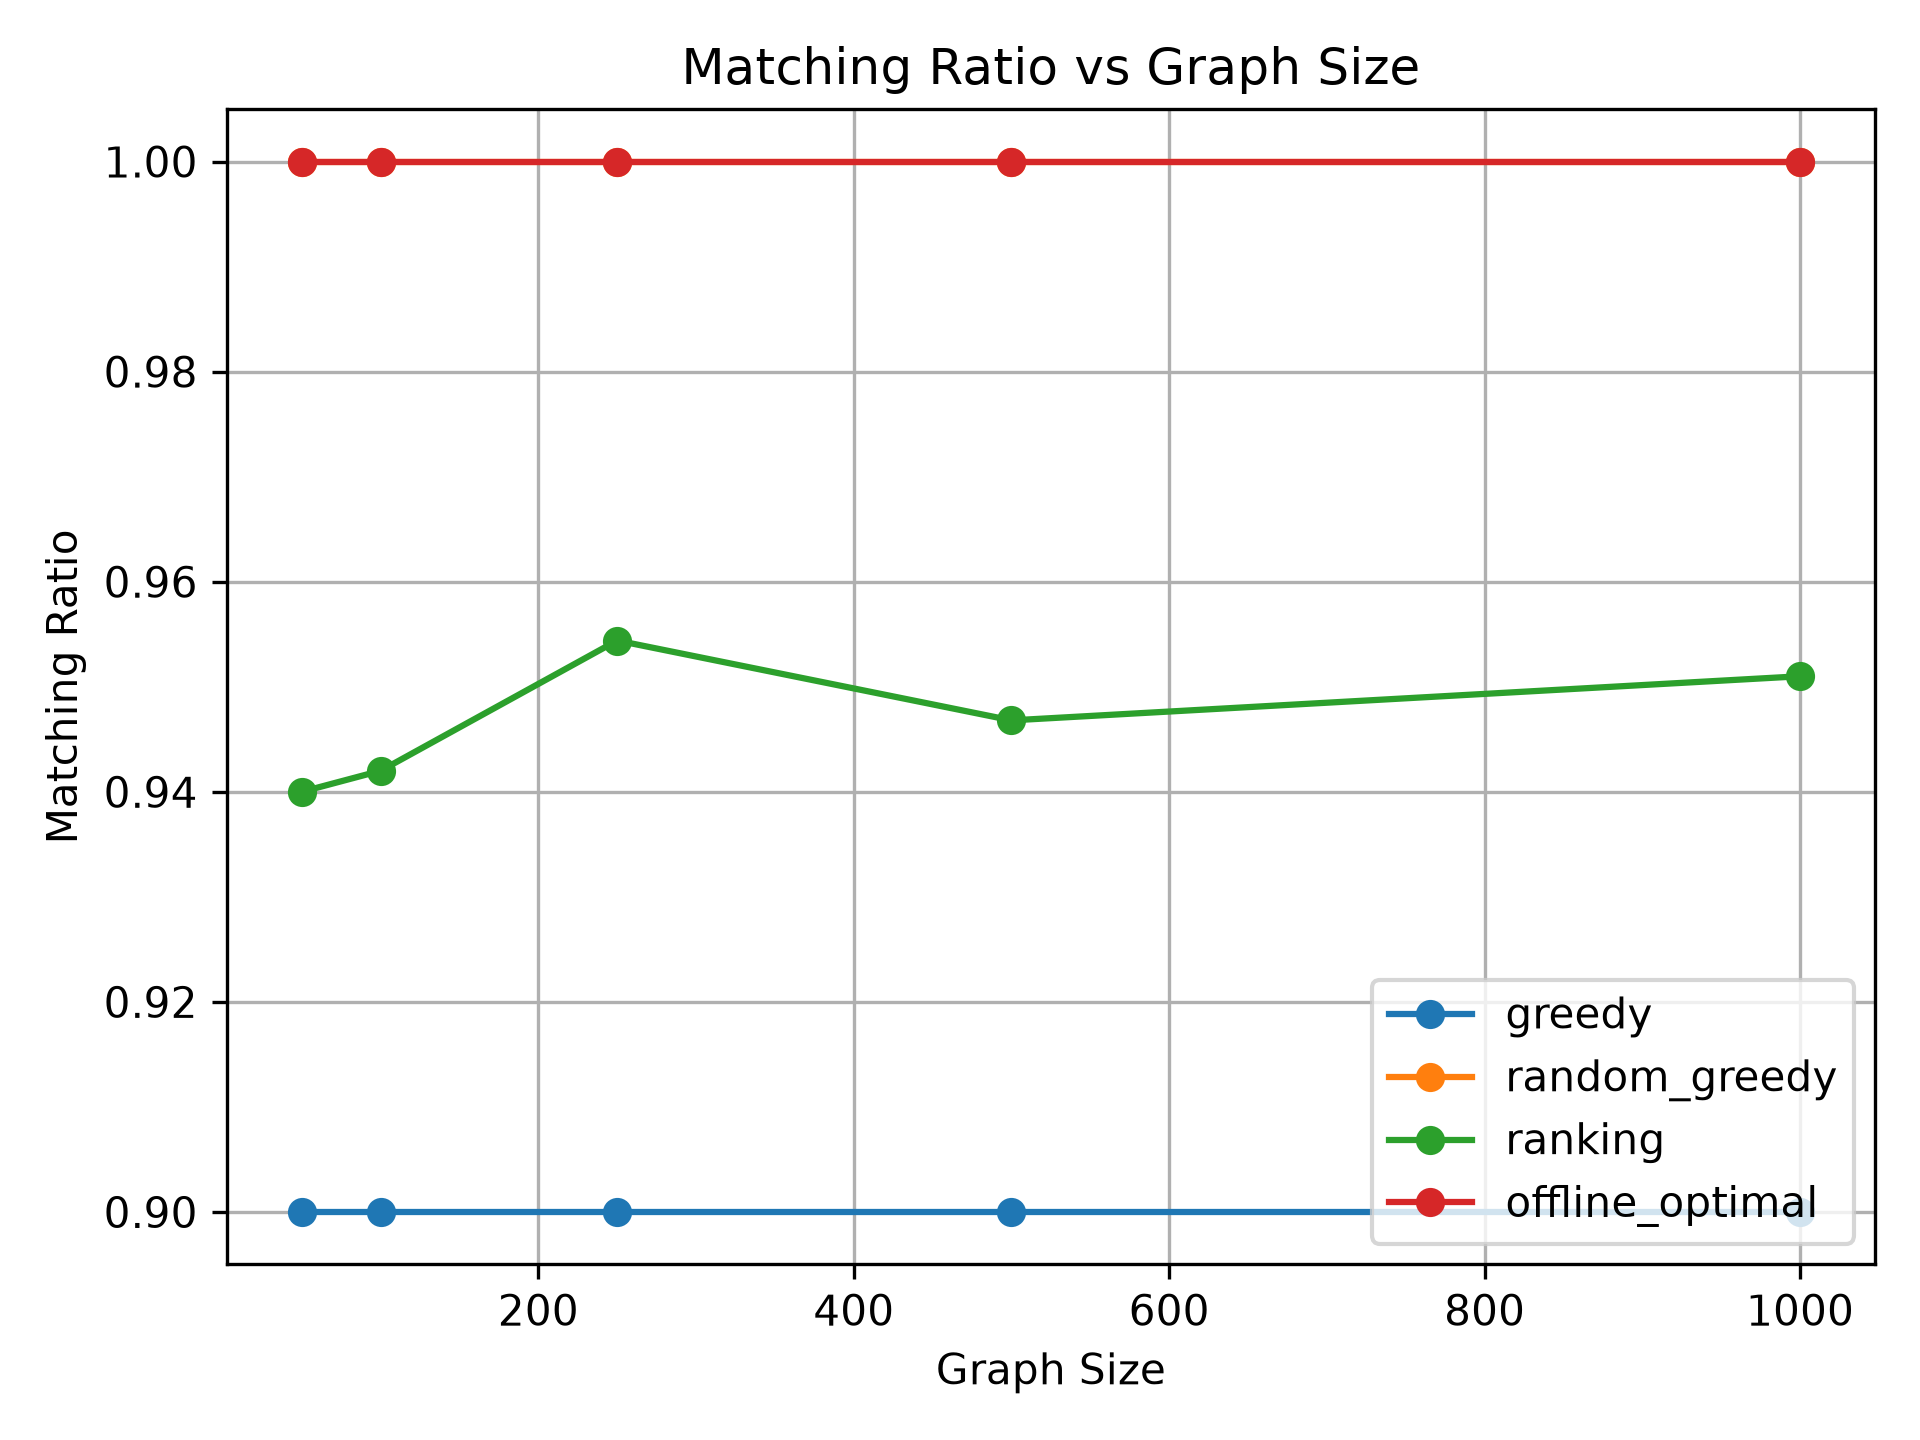 Matching Ratio vs Graph Size
1.00
0.98
0.96
0.94
0.92
0.90
Matching Ratio
greedy
random_greedy
ranking
offline_optimal
200 400 600 800 1000
Graph Size